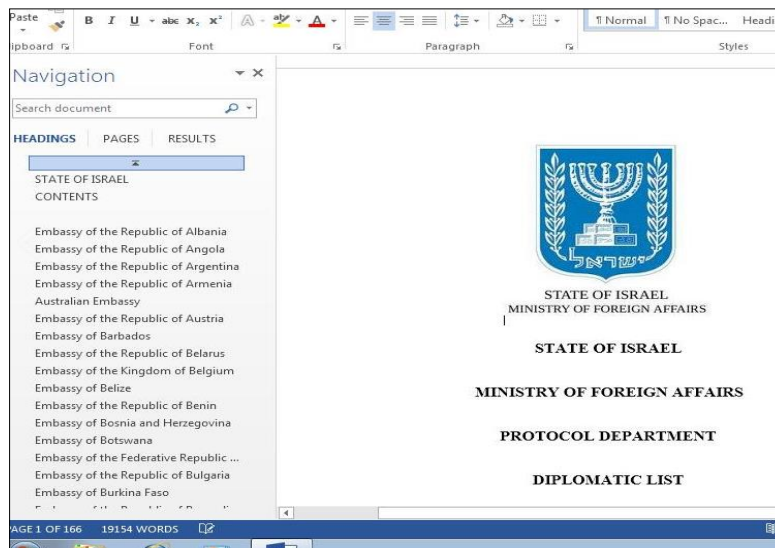 Paste
B I U abc X₂ X² A ab A
¶ Normal ¶ No Spac... Headi
ipboard Font Paragraph Styles
Navigation
Search document
HEADINGS PAGES RESULTS
STATE OF ISRAEL
CONTENTS
Embassy of the Republic of Albania
Embassy of the Republic of Angola
Embassy of the Republic of Argentina
Embassy of the Republic of Armenia
Australian Embassy
Embassy of the Republic of Austria
Embassy of Barbados
Embassy of the Republic of Belarus
Embassy of the Kingdom of Belgium
Embassy of Belize
Embassy of the Republic of Benin
Embassy of Bosnia and Herzegovina
Embassy of Botswana
Embassy of the Federative Republic ...
Embassy of the Republic of Bulgaria
Embassy of Burkina Faso
ישראל
STATE OF ISRAEL
MINISTRY OF FOREIGN AFFAIRS
STATE OF ISRAEL
MINISTRY OF FOREIGN AFFAIRS
PROTOCOL DEPARTMENT
DIPLOMATIC LIST
PAGE 1 OF 166 19154 WORDS